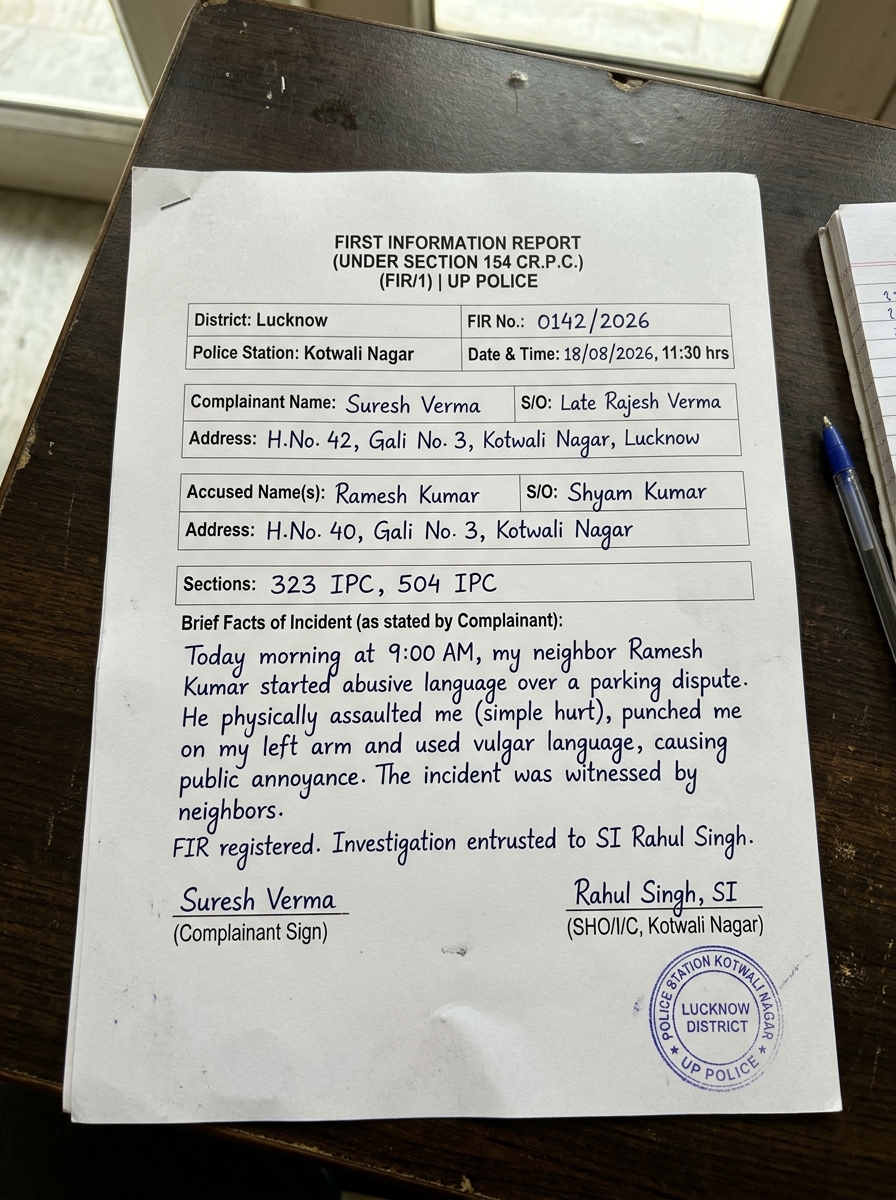 FIRST INFORMATION REPORT
(UNDER SECTION 154 CR.P.C.)
(FIR/1) | UP POLICE
District: Lucknow FIR No.: 0142/2026
Police Station: Kotwali Nagar Date & Time: 18/08/2026, 11:30 hrs
Complainant Name: Suresh Verma S/O: Late Rajesh Verma
Address: H.No. 42, Gali No. 3, Kotwali Nagar, Lucknow
Accused Name(s): Ramesh Kumar S/O: Shyam Kumar
Address: H.No. 40, Gali No. 3, Kotwali Nagar
Sections: 323 IPC, 504 IPC
Brief Facts of Incident (as stated by Complainant):
Today morning at 9:00 AM, my neighbor Ramesh
Kumar started abusive language over a parking dispute.
He physically assaulted me (simple hurt), punched me
on my left arm and used vulgar language, causing
public annoyance. The incident was witnessed by
neighbors.
FIR registered. Investigation entrusted to SI Rahul Singh.
Suresh Verma Rahul Singh, SI
(Complainant Sign) (SHO/I/C, Kotwali Nagar)
POLICE STATION KOTWALI NAGAR
LUCKNOW
DISTRICT
★ UP POLICE ★